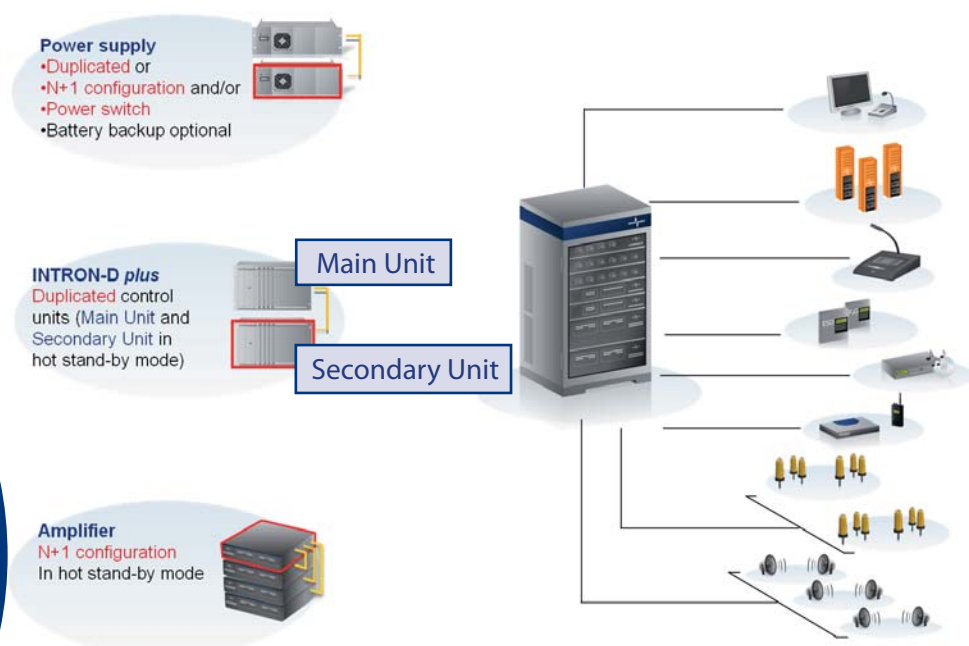 Power supply
•Duplicated or
•N+1 configuration and/or
•Power switch
•Battery backup optional
INTRON-D plus
Duplicated control
units (Main Unit and
Secondary Unit in
hot stand-by mode)
Main Unit
Secondary Unit
Amplifier
N+1 configuration
In hot stand-by mode